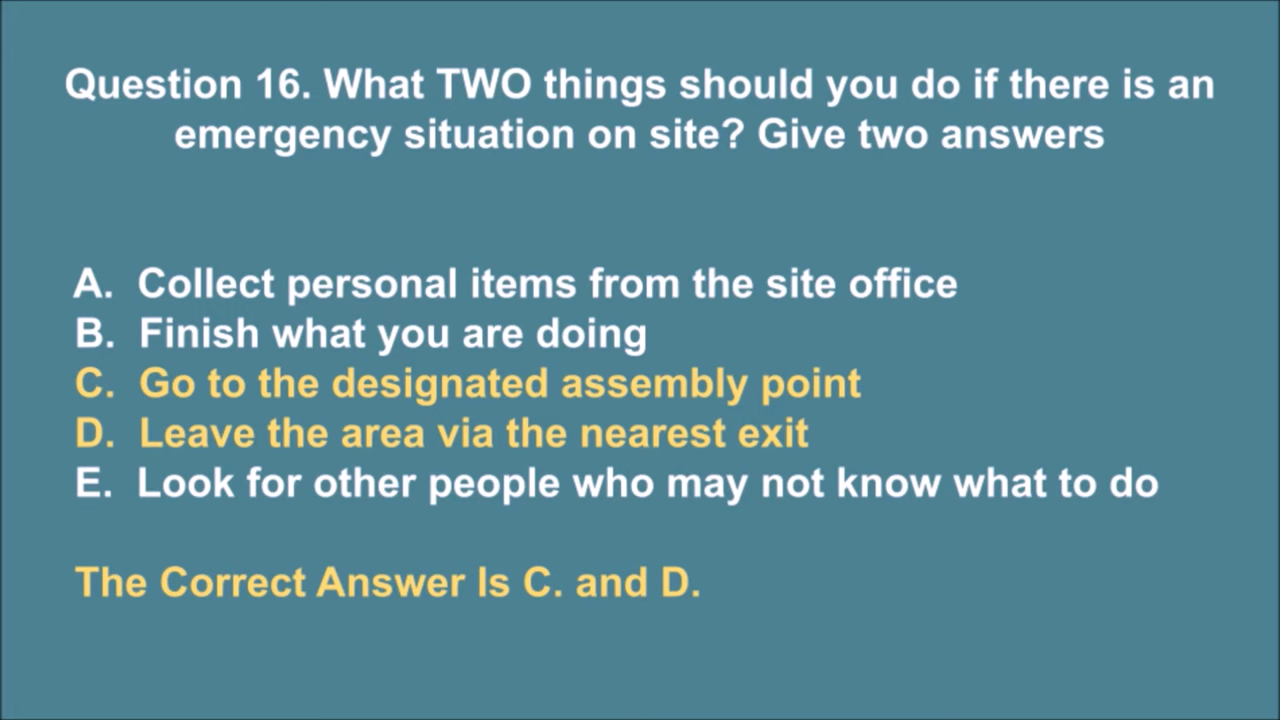 Question 16. What TWO things should you do if there is an
emergency situation on site? Give two answers
A. Collect personal items from the site office
B. Finish what you are doing
C. Go to the designated assembly point
D. Leave the area via the nearest exit
E. Look for other people who may not know what to do
The Correct Answer Is C. and D.